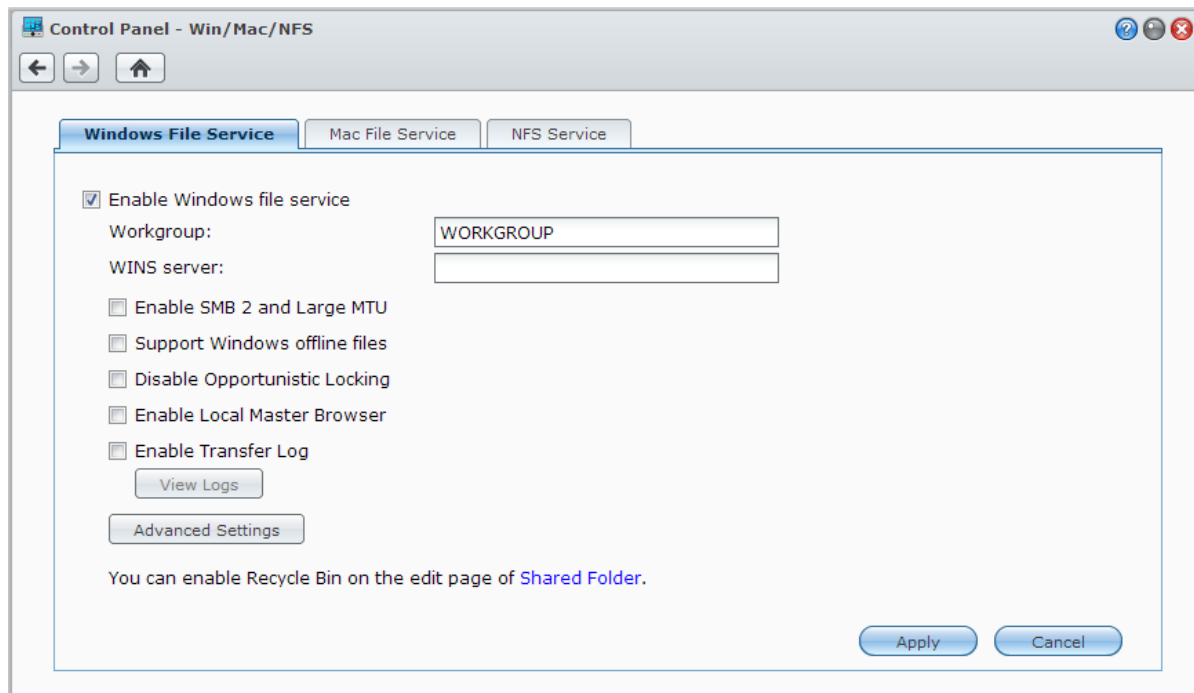 Control Panel - Win/Mac/NFS
Windows File Service
Mac File Service
NFS Service
Enable Windows file service
Workgroup: WORKGROUP
WINS server:
Enable SMB 2 and Large MTU
Support Windows offline files
Disable Opportunistic Locking
Enable Local Master Browser
Enable Transfer Log
View Logs
Advanced Settings
You can enable Recycle Bin on the edit page of Shared Folder.
Apply
Cancel